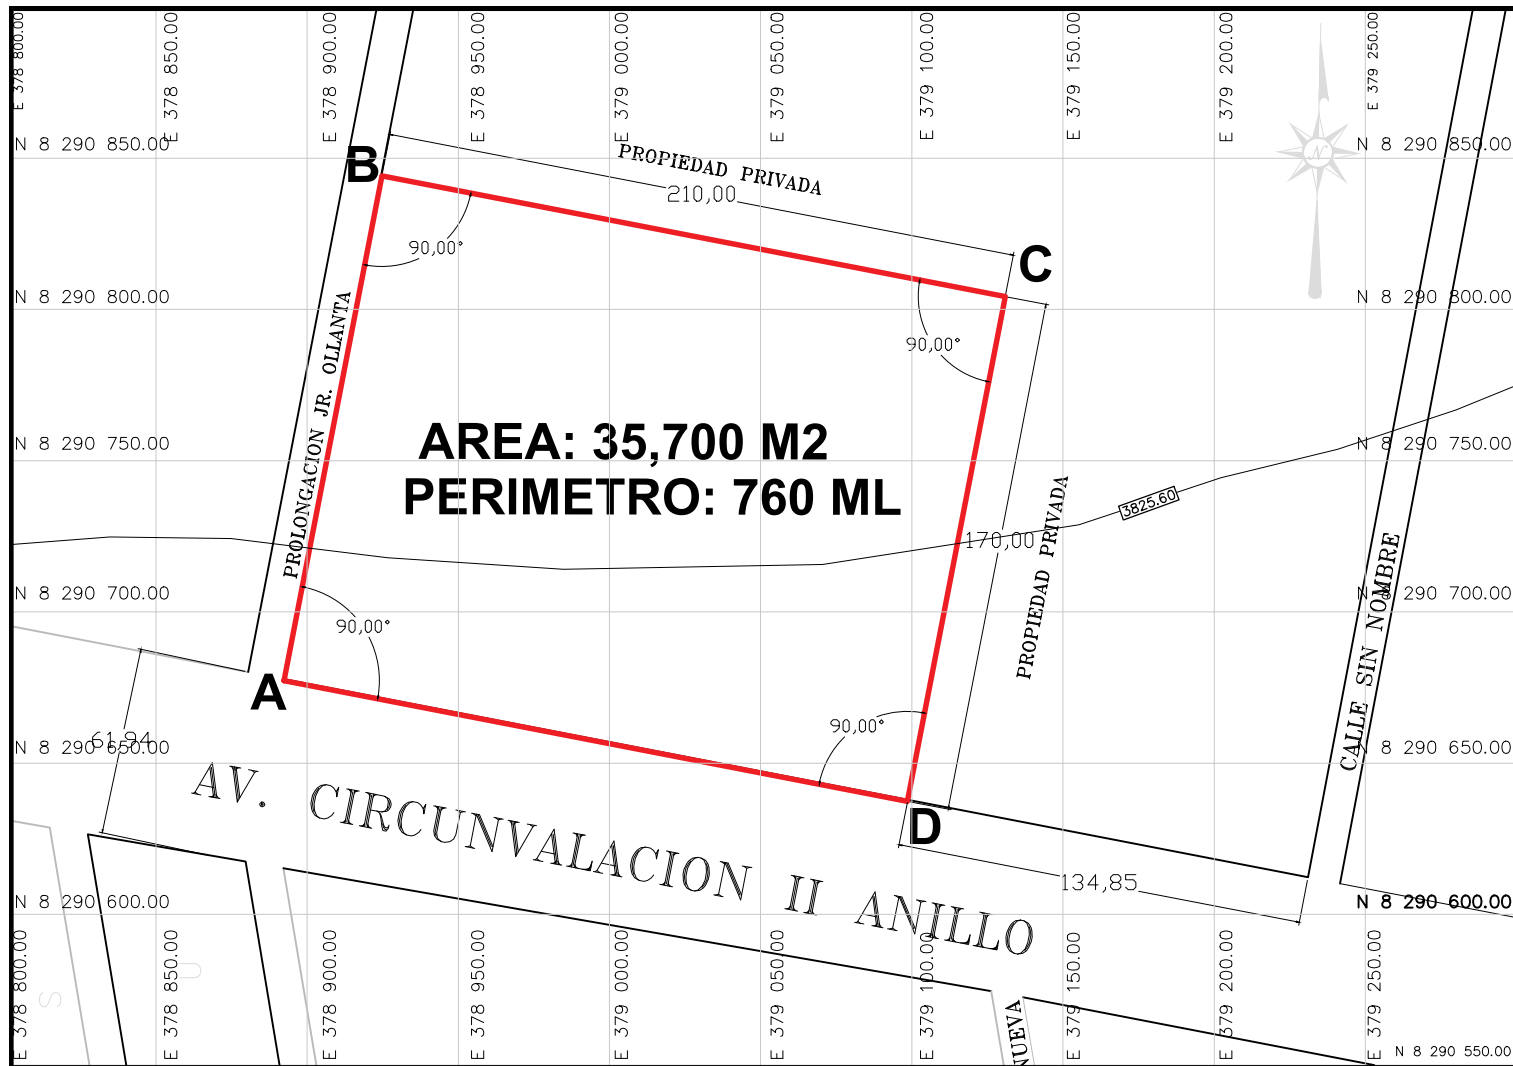 E 378 800.00
E 378 850.00
E 378 900.00
E 378 950.00
E 379 000.00
E 379 050.00
E 379 100.00
E 379 150.00
E 379 200.00
E 379 250.00
N 8 290 850.00
N 8 290 850.00
B
PROPIEDAD PRIVADA
210,00
N
90,00°
C
N 8 290 800.00
N 8 290 800.00
90,00°
PROLONGACION JR. OLLANTA
AREA: 35,700 M2
PERIMETRO: 760 ML
N 8 290 750.00
N 8 290 750.00
3825.60
170,00
PROPIEDAD PRIVADA
CALLE SIN NOMBRE
N 8 290 700.00
N 8 290 700.00
90,00°
A
90,00°
61,94
N 8 290 650.00
N 8 290 650.00
AV. CIRCUNVALACION II ANILLO
D
134,85
N 8 290 600.00
N 8 290 600.00
S
U
NUEVA
E 378 800.00
E 378 850.00
E 378 900.00
E 378 950.00
E 379 000.00
E 379 050.00
E 379 100.00
E 379 150.00
E 379 200.00
E 379 250.00
N 8 290 550.00